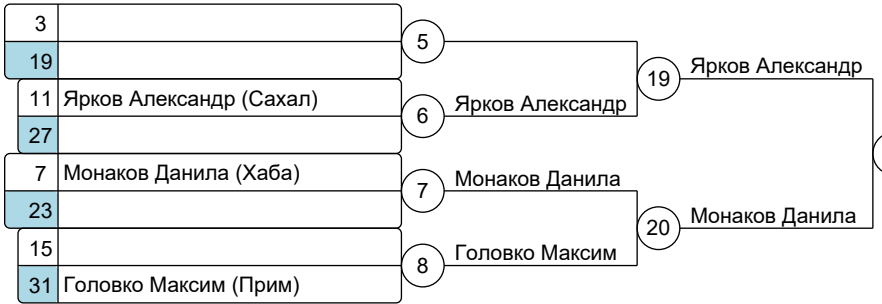 3
19
5
11 Ярков Александр (Сахал)
27
6 Ярков Александр
19 Ярков Александр
7 Монаков Данила (Хаба)
23
7 Монаков Данила
15
31 Головко Максим (Прим)
8 Головко Максим
20 Монаков Данила